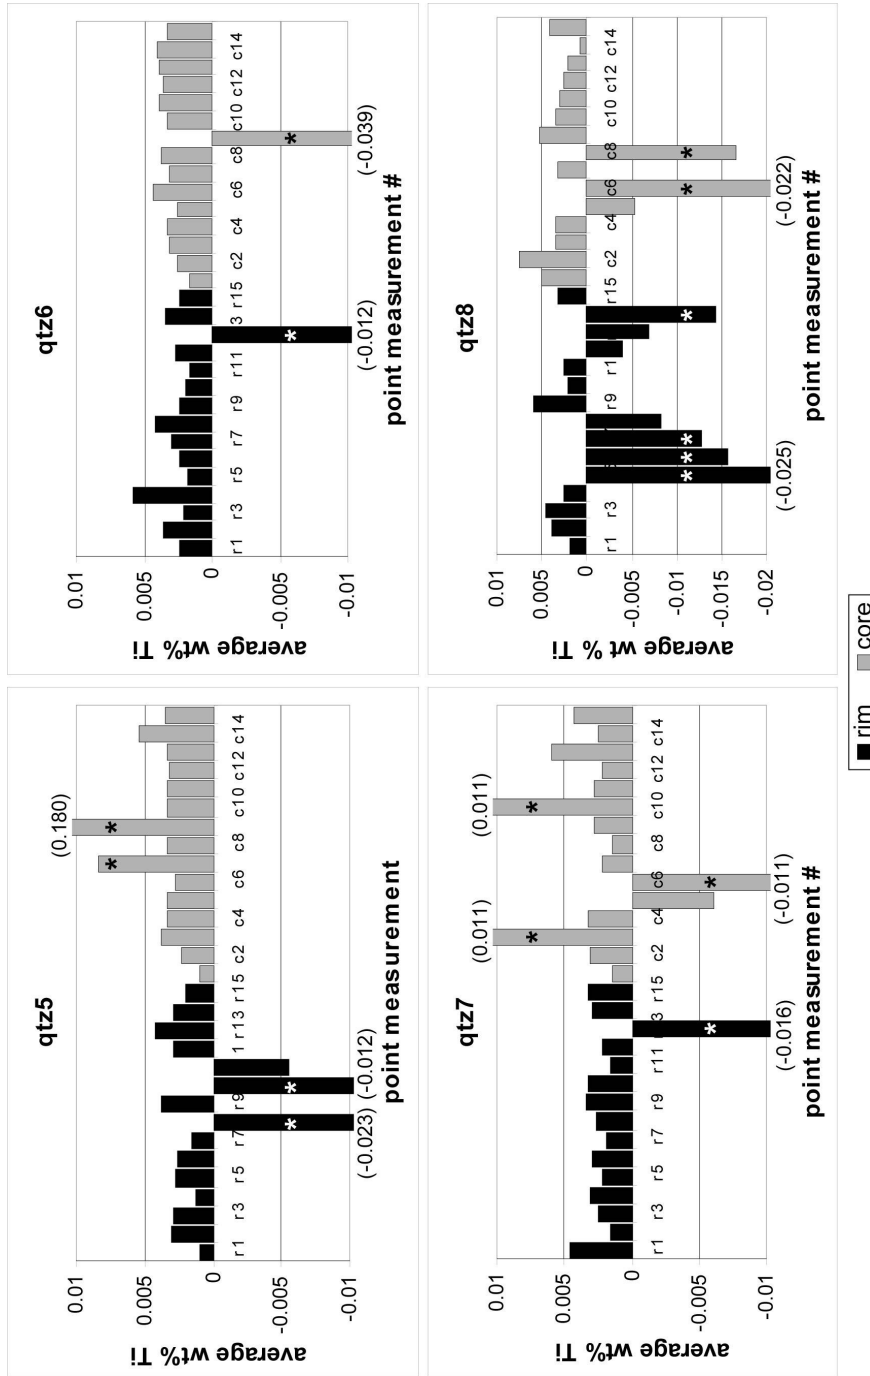 qtz5
average wt% Ti
0.01
0.005
0
-0.005
-0.01
r1 r3 r5 r7 r9 1 r13 r15 c2 c4 c6 c8 c10 c12 c14
(-0.023) (-0.012)
(0.180)
* * * *
point measurement
qtz6
average wt% Ti
0.01
0.005
0
-0.005
-0.01
r1 r3 r5 r7 r9 r11 3 r15 c2 c4 c6 c8 c10 c12 c14
* *
(-0.012)
(-0.039)
point measurement #
qtz7
average wt% Ti
0.01
0.005
0
-0.005
-0.01
(0.011)
(0.011)
r1 r3 r5 r7 r9 r11 3 r15 c2 c4 c6 c8 c10 c12 c14
* * * *
(-0.016)
(-0.011)
point measurement #
qtz8
average wt% Ti
0.01
0.005
0
-0.005
-0.01
-0.015
-0.02
r1 r3 r9 r1 r15 c2 c4 c6 c8 c10 c12 c14
* * * * * *
(-0.025)
(-0.022)
point measurement #
rim core